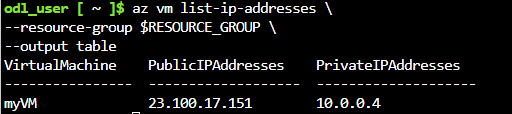 odl_user [ ~ ]$ az vm list-ip-addresses \
--resource-group $RESOURCE_GROUP \
--output table
VirtualMachine    PublicIPAddresses    PrivateIPAddresses
----------------  -------------------  --------------------
myVM              23.100.17.151        10.0.0.4